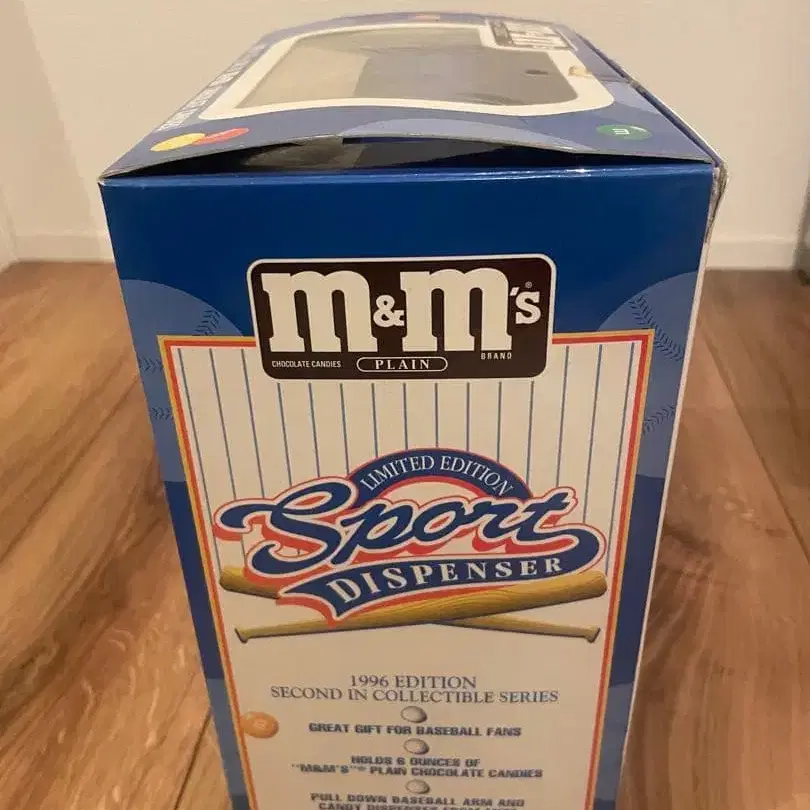 m&m's®
CHOCOLATE CANDIES
PLAIN
BRAND
LIMITED EDITION
Sport
DISPENSER
1996 EDITION
SECOND IN COLLECTIBLE SERIES
GREAT GIFT FOR BASEBALL FANS
HOLDS 6 OUNCES OF
"M&M'S"® PLAIN CHOCOLATE CANDIES
PULL DOWN BASEBALL ARM AND